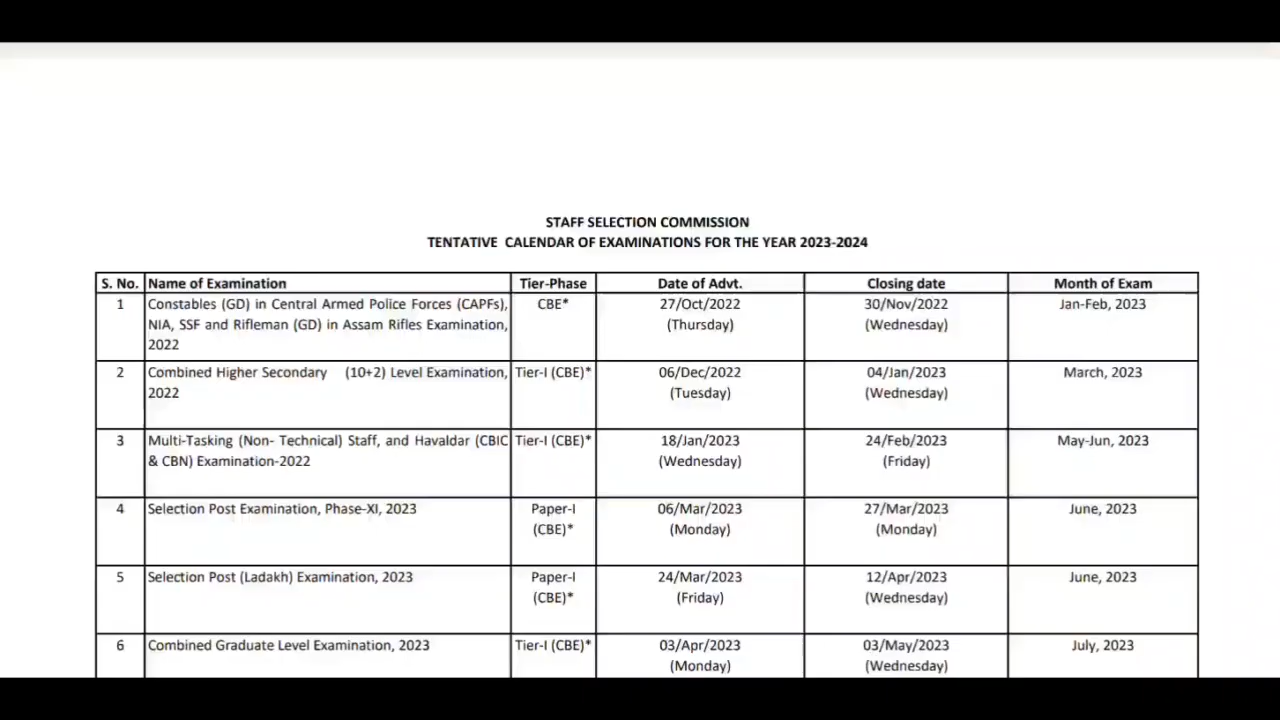 STAFF SELECTION COMMISSION
TENTATIVE CALENDAR OF EXAMINATIONS FOR THE YEAR 2023-2024
S. No. Name of Examination Tier-Phase Date of Advt. Closing date Month of Exam
1 Constables (GD) in Central Armed Police Forces (CAPFs), CBE* 27/Oct/2022 30/Nov/2022 Jan-Feb, 2023
NIA, SSF and Rifleman (GD) in Assam Rifles Examination, (Thursday) (Wednesday)
2022
2 Combined Higher Secondary (10+2) Level Examination, Tier-I (CBE)* 06/Dec/2022 04/Jan/2023 March, 2023
2022 (Tuesday) (Wednesday)
3 Multi-Tasking (Non- Technical) Staff, and Havaldar (CBIC Tier-I (CBE)* 18/Jan/2023 24/Feb/2023 May-Jun, 2023
& CBN) Examination-2022 (Wednesday) (Friday)
4 Selection Post Examination, Phase-XI, 2023 Paper-I 06/Mar/2023 27/Mar/2023 June, 2023
(CBE)* (Monday) (Monday)
5 Selection Post (Ladakh) Examination, 2023 Paper-I 24/Mar/2023 12/Apr/2023 June, 2023
(CBE)* (Friday) (Wednesday)
6 Combined Graduate Level Examination, 2023 Tier-I (CBE)* 03/Apr/2023 03/May/2023 July, 2023
(Monday) (Wednesday)